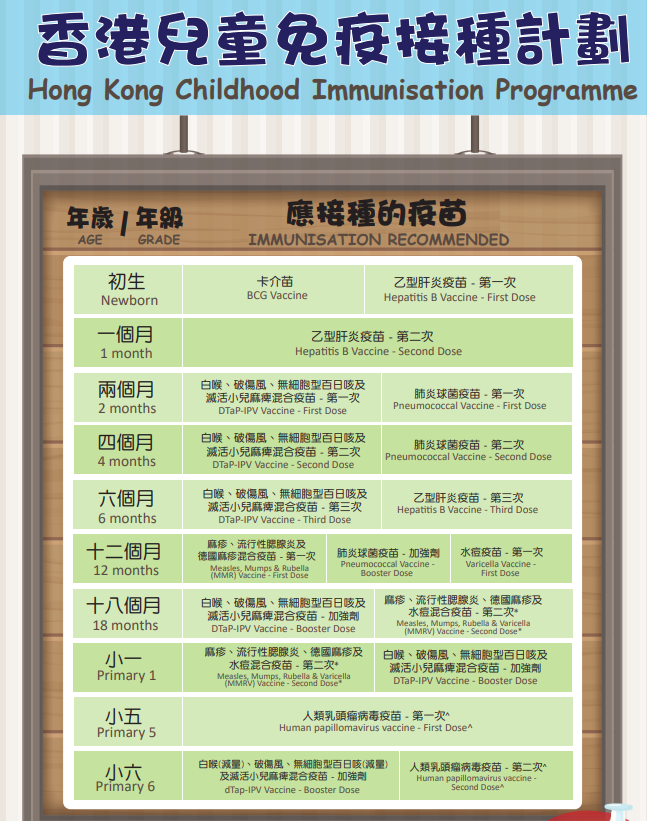 香港兒童免疫接種計劃
Hong Kong Childhood Immunisation Programme
年歲 / 年級
AGE GRADE
應接種的疫苗
IMMUNISATION RECOMMENDED
初生
Newborn
卡介苗
BCG Vaccine
乙型肝炎疫苗 - 第一次
Hepatitis B Vaccine - First Dose
一個月
1 month
乙型肝炎疫苗 - 第二次
Hepatitis B Vaccine - Second Dose
兩個月
2 months
白喉、破傷風、無細胞型百日咳及
滅活小兒麻痺混合疫苗 - 第一次
DTaP-IPV Vaccine - First Dose
肺炎球菌疫苗 - 第一次
Pneumococcal Vaccine - First Dose
四個月
4 months
白喉、破傷風、無細胞型百日咳及
滅活小兒麻痺混合疫苗 - 第二次
DTaP-IPV Vaccine - Second Dose
肺炎球菌疫苗 - 第二次
Pneumococcal Vaccine - Second Dose
六個月
6 months
白喉、破傷風、無細胞型百日咳及
滅活小兒麻痺混合疫苗 - 第三次
DTaP-IPV Vaccine - Third Dose
乙型肝炎疫苗 - 第三次
Hepatitis B Vaccine - Third Dose
十二個月
12 months
麻疹、流行性腮腺炎及
德國麻疹混合疫苗 - 第一次
Measles, Mumps & Rubella
(MMR) Vaccine - First Dose
肺炎球菌疫苗 - 加強劑
Pneumococcal Vaccine -
Booster Dose
水痘疫苗 - 第一次
Varicella Vaccine -
First Dose
十八個月
18 months
白喉、破傷風、無細胞型百日咳及
滅活小兒麻痺混合疫苗 - 加強劑
DTaP-IPV Vaccine - Booster Dose
麻疹、流行性腮腺炎、德國麻疹及
水痘混合疫苗 - 第二次*
Measles, Mumps, Rubella & Varicella
(MMRV) Vaccine - Second Dose*
小一
Primary 1
麻疹、流行性腮腺炎、德國麻疹及
水痘混合疫苗 - 第二次*
Measles, Mumps, Rubella & Varicella
(MMRV) Vaccine - Second Dose*
白喉、破傷風、無細胞型百日咳及
滅活小兒麻痺混合疫苗 - 加強劑
DTaP-IPV Vaccine - Booster Dose
小五
Primary 5
人類乳頭瘤病毒疫苗 - 第一次^
Human papillomavirus vaccine - First Dose^
小六
Primary 6
白喉(減量)、破傷風、無細胞型百日咳(減量)
及滅活小兒麻痺混合疫苗 - 加強劑
dTap-IPV Vaccine - Booster Dose
人類乳頭瘤病毒疫苗 - 第二次^
Human papillomavirus vaccine -
Second Dose^